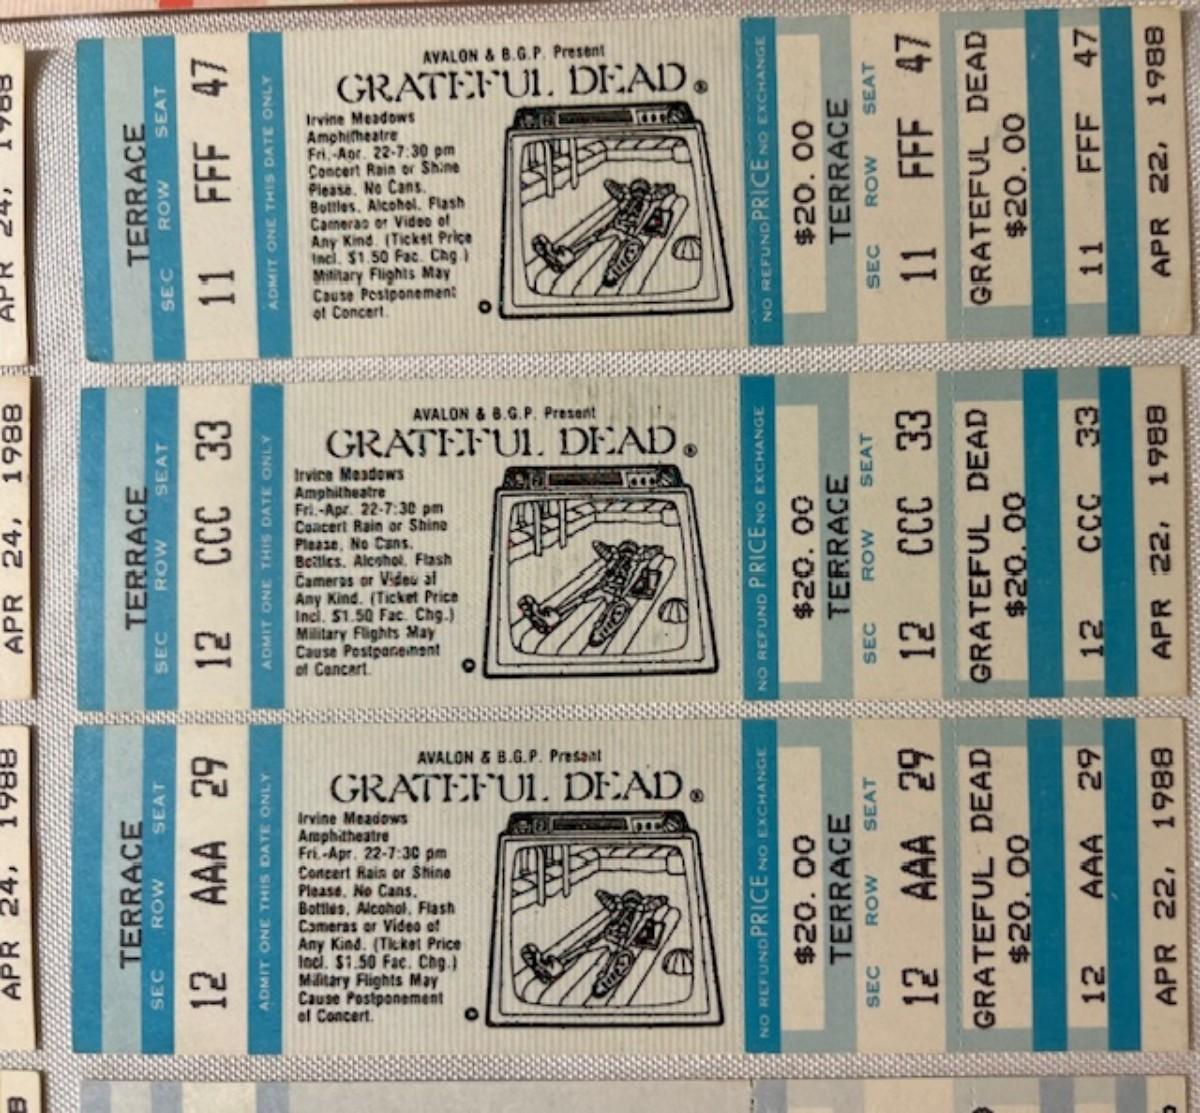 APR 24, 1988
TERRACE
SEC ROW SEAT
11 FFF 47
ADMIT ONE THIS DATE ONLY
AVALON & B.G.P. Present
GRATEFUL DEAD®
Irvine Meadows
Amphitheatre
Fri.-Apr. 22-7:30 pm
Concert Rain or Shine
Please, No Cans,
Bottles, Alcohol, Flash
Cameras or Video of
Any Kind. (Ticket Price
Incl. $1.50 Fac. Chg.)
Military Flights May
Cause Postponement
of Concert.
NO REFUND PRICE NO EXCHANGE
$20.00
TERRACE
SEC ROW SEAT
11 FFF 47
GRATEFUL DEAD
$20.00
11 FFF 47
APR 22, 1988
APR 24, 1988
TERRACE
SEC ROW SEAT
12 CCC 33
ADMIT ONE THIS DATE ONLY
AVALON & B.G.P. Present
GRATEFUL DEAD®
Irvine Meadows
Amphitheatre
Fri.-Apr. 22-7:30 pm
Concert Rain or Shine
Please, No Cans,
Bottles, Alcohol, Flash
Cameras or Video of
Any Kind. (Ticket Price
Incl. $1.50 Fac. Chg.)
Military Flights May
Cause Postponement
of Concert.
NO REFUND PRICE NO EXCHANGE
$20.00
TERRACE
SEC ROW SEAT
12 CCC 33
GRATEFUL DEAD
$20.00
12 CCC 33
APR 22, 1988
APR 24, 1988
TERRACE
SEC ROW SEAT
12 AAA 29
ADMIT ONE THIS DATE ONLY
AVALON & B.G.P. Present
GRATEFUL DEAD®
Irvine Meadows
Amphitheatre
Fri.-Apr. 22-7:30 pm
Concert Rain or Shine
Please, No Cans,
Bottles, Alcohol, Flash
Cameras or Video of
Any Kind. (Ticket Price
Incl. $1.50 Fac. Chg.)
Military Flights May
Cause Postponement
of Concert.
NO REFUND PRICE NO EXCHANGE
$20.00
TERRACE
SEC ROW SEAT
12 AAA 29
GRATEFUL DEAD
$20.00
12 AAA 29
APR 22, 1988